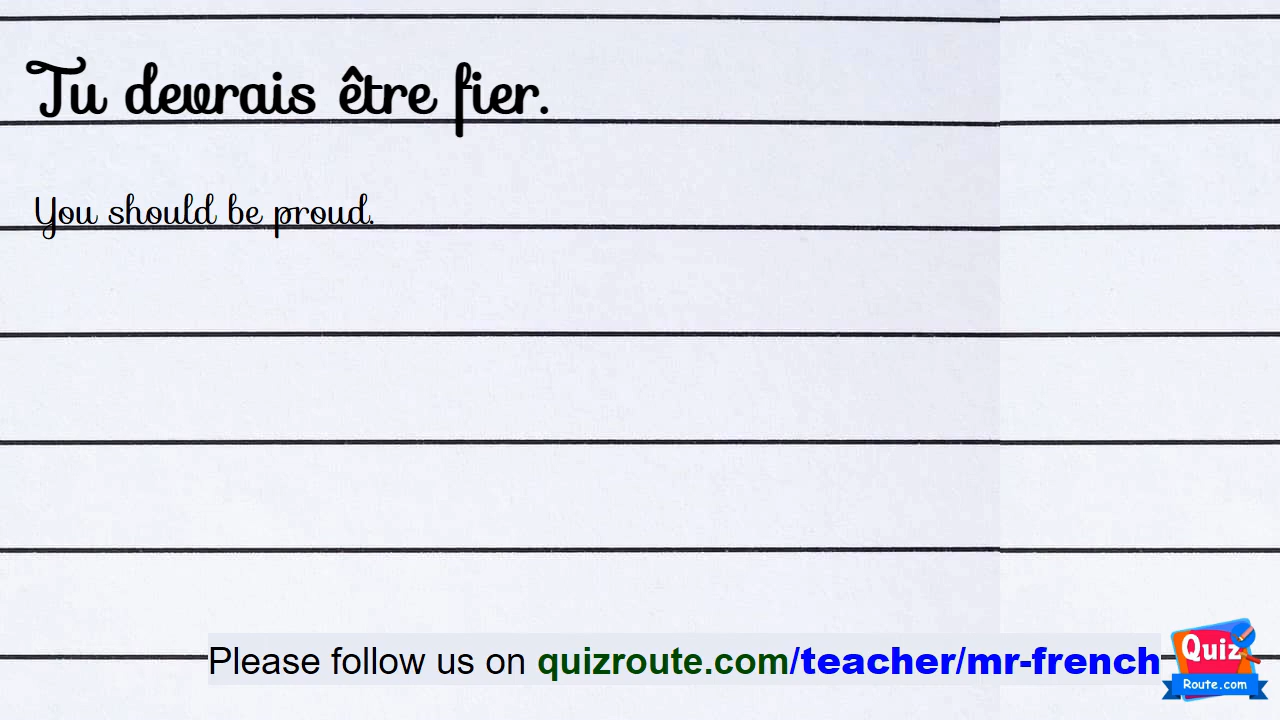 Tu devrais être fier.
You should be proud.
Please follow us on quizroute.com/teacher/mr-french
Quiz
Route.com